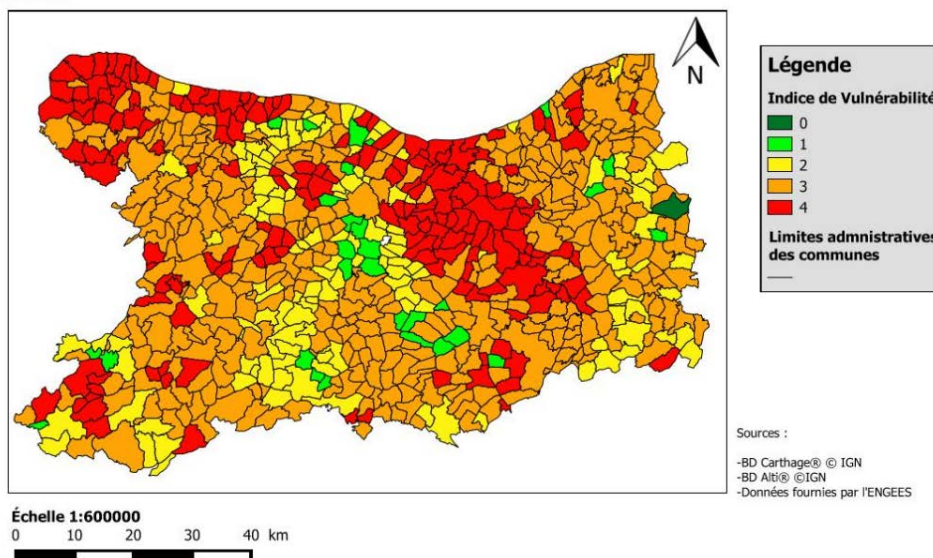 N
Légende
Indice de Vulnérabilité
0
1
2
3
4
Limites admnistratives
des communes
Sources :
-BD Carthage® © IGN
-BD Alti® ©IGN
-Données fournies par l'ENGEES
Échelle 1:600000
0 10 20 30 40 km